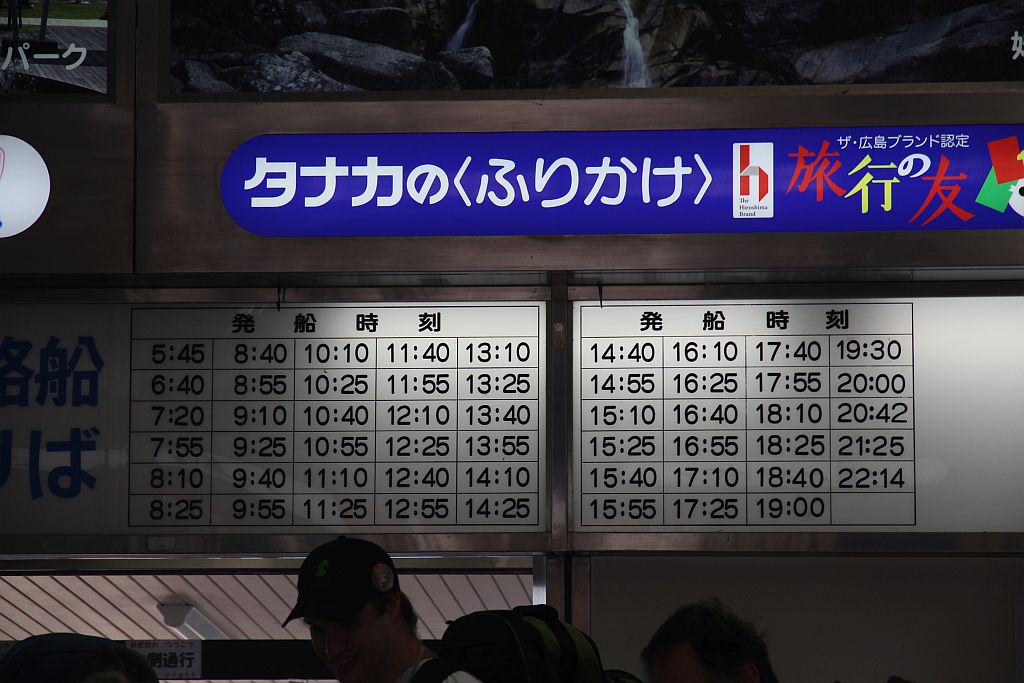 パーク
タナカの〈ふりかけ〉
h
The
Hiroshima
Brand
ザ・広島ブランド認定
旅行の友
絡船
りば
発船時刻
5:45 8:40 10:10 11:40 13:10
6:40 8:55 10:25 11:55 13:25
7:20 9:10 10:40 12:10 13:40
7:55 9:25 10:55 12:25 13:55
8:10 9:40 11:10 12:40 14:10
8:25 9:55 11:25 12:55 14:25
発船時刻
14:40 16:10 17:40 19:30
14:55 16:25 17:55 20:00
15:10 16:40 18:10 20:42
15:25 16:55 18:25 21:25
15:40 17:10 18:40 22:14
15:55 17:25 19:00
側通行